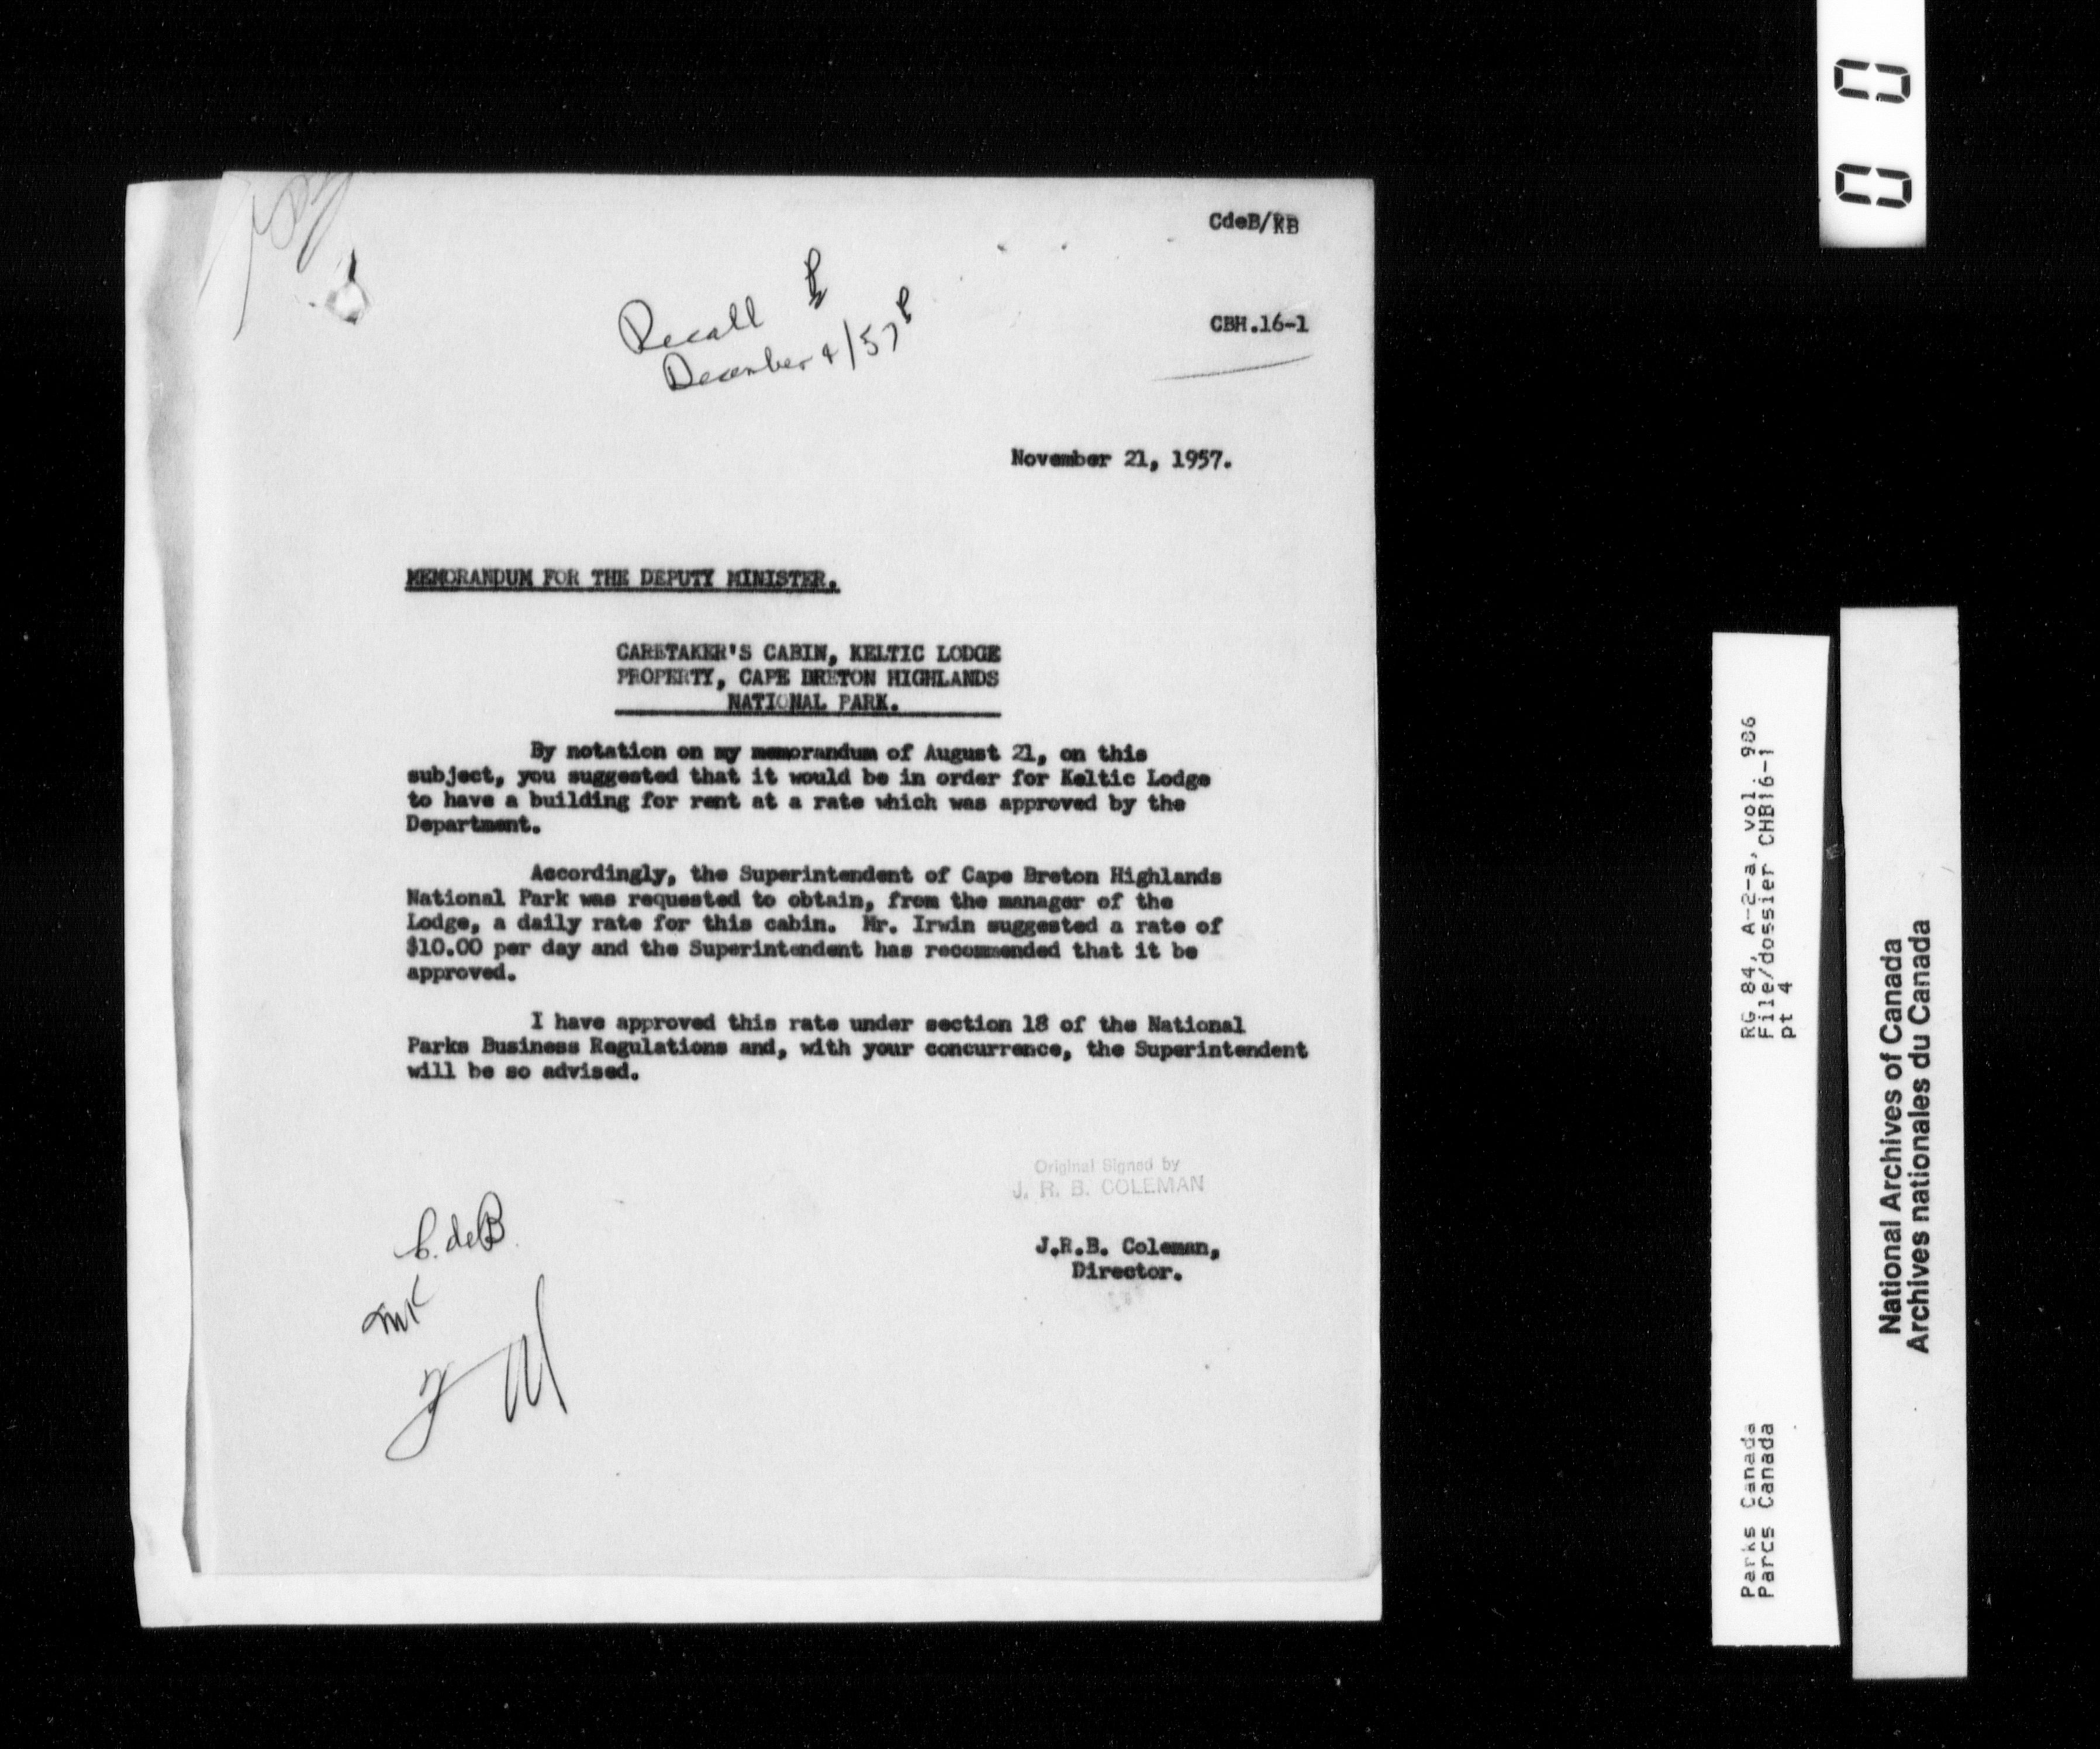 CdeB/RB
Recall
December 4/57
CBH.16-1
November 21, 1957.
MEMORANDUM FOR THE DEPUTY MINISTER.
CARETAKER'S CABIN, KELTIC LODGE
PROPERTY, CAPE BRETON HIGHLANDS
NATIONAL PARK.
By notation on my memorandum of August 21, on this
subject, you suggested that it would be in order for Keltic Lodge
to have a building for rent at a rate which was approved by the
Department.
Accordingly, the Superintendent of Cape Breton Highlands
National Park was requested to obtain, from the manager of the
Lodge, a daily rate for this cabin. Mr. Irwin suggested a rate of
$10.00 per day and the Superintendent has recommended that it be
approved.
I have approved this rate under section 18 of the National
Parks Business Regulations and, with your concurrence, the Superintendent
will be so advised.
Original Signed by
J. R. B. COLEMAN
J.R.B. Coleman,
Director.
C. deB.
00
RG 84, A-2-a, vol. 986
File/dossier CHB16-1
pt 4
Parks Canada
Parcs Canada
National Archives of Canada
Archives nationales du Canada